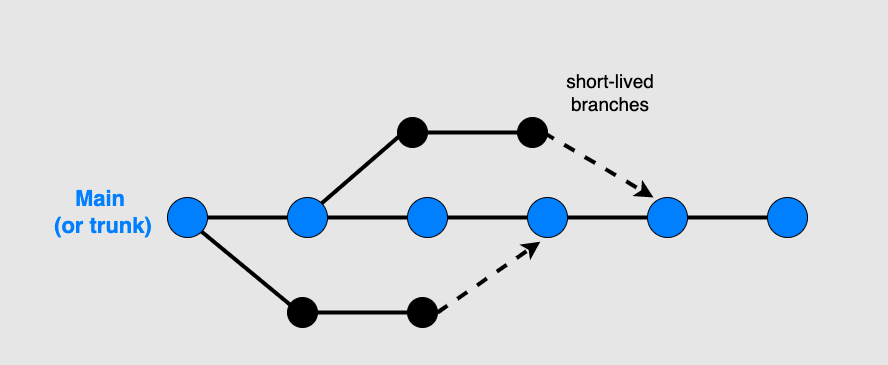 short-lived
branches
Main
(or trunk)